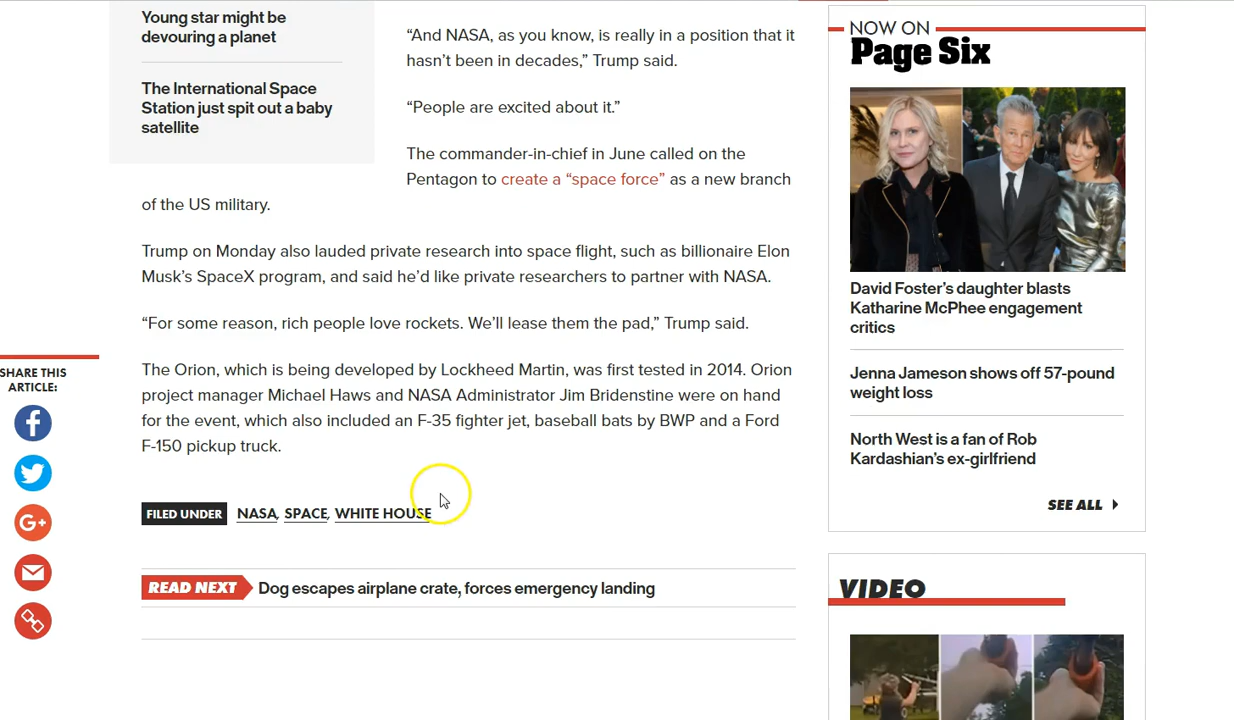 Young star might be
devouring a planet
The International Space
Station just spit out a baby
satellite
“And NASA, as you know, is really in a position that it
hasn’t been in decades,” Trump said.
“People are excited about it.”
The commander-in-chief in June called on the
Pentagon to create a “space force” as a new branch
of the US military.
Trump on Monday also lauded private research into space flight, such as billionaire Elon
Musk’s SpaceX program, and said he’d like private researchers to partner with NASA.
“For some reason, rich people love rockets. We’ll lease them the pad,” Trump said.
The Orion, which is being developed by Lockheed Martin, was first tested in 2014. Orion
project manager Michael Haws and NASA Administrator Jim Bridenstine were on hand
for the event, which also included an F-35 fighter jet, baseball bats by BWP and a Ford
F-150 pickup truck.
FILED UNDER NASA, SPACE, WHITE HOUSE
READ NEXT Dog escapes airplane crate, forces emergency landing
SHARE THIS
ARTICLE:
G+
NOW ON
Page Six
David Foster’s daughter blasts
Katharine McPhee engagement
critics
Jenna Jameson shows off 57-pound
weight loss
North West is a fan of Rob
Kardashian’s ex-girlfriend
SEE ALL
VIDEO